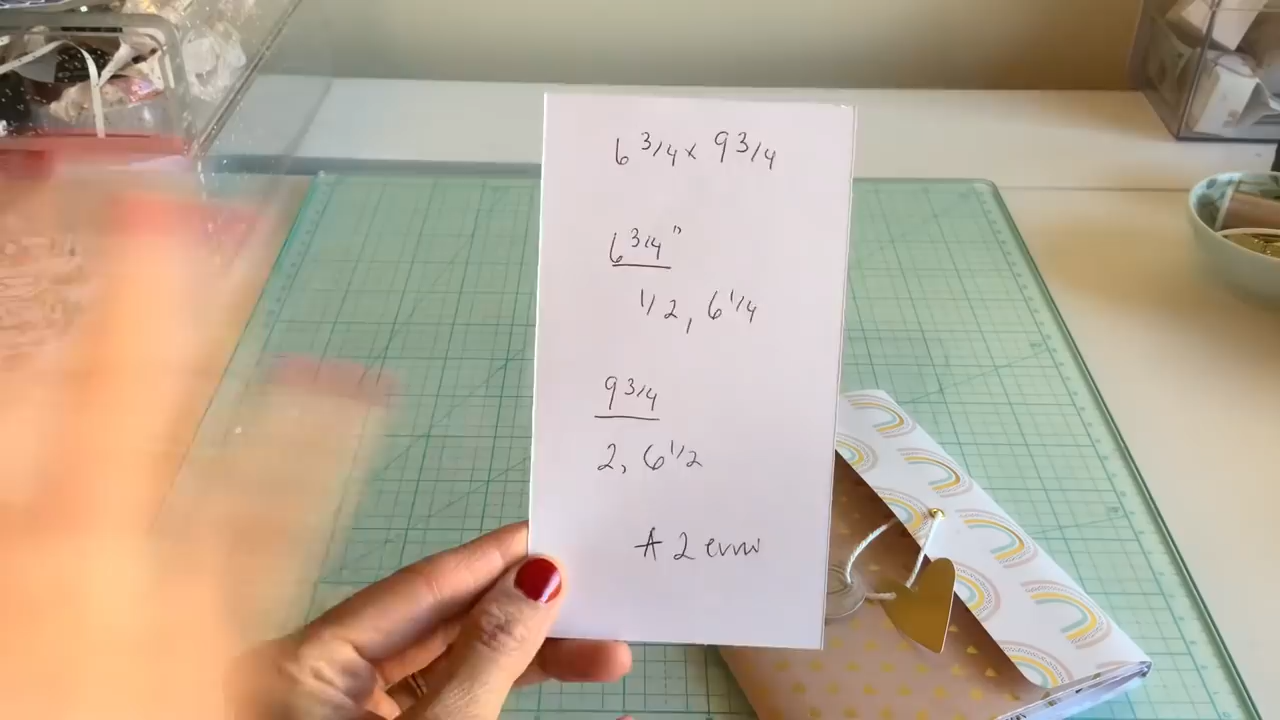 6 3/4 x 9 3/4
6 3/4"
1/2, 6 1/4
9 3/4
2, 6 1/2
A2